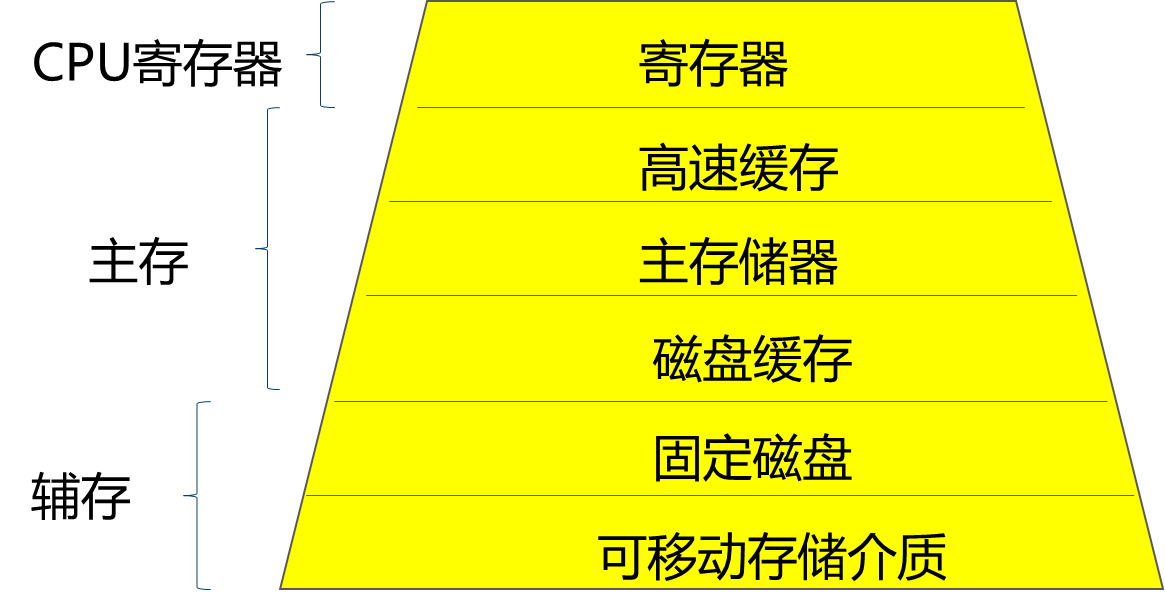 CPU寄存器
寄存器
高速缓存
主存
主存储器
磁盘缓存
固定磁盘
辅存
可移动存储介质